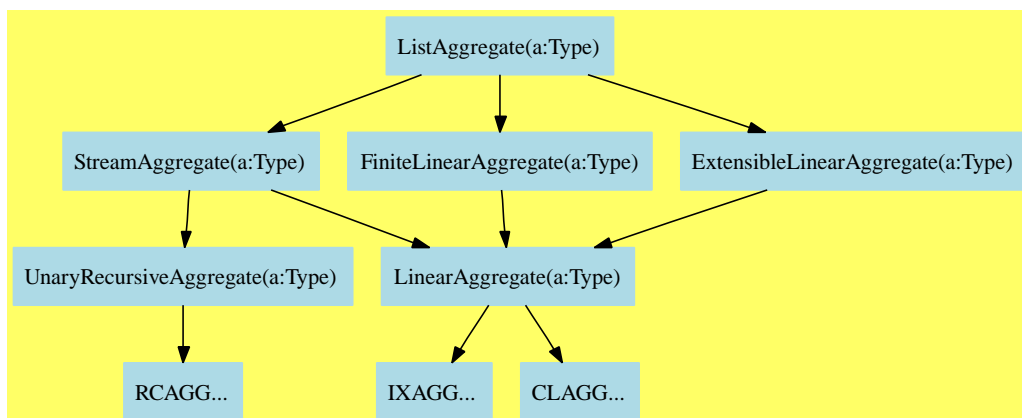 ListAggregate(a:Type)
StreamAggregate(a:Type)
FiniteLinearAggregate(a:Type)
ExtensibleLinearAggregate(a:Type)
UnaryRecursiveAggregate(a:Type)
LinearAggregate(a:Type)
RCAGG...
IXAGG...
CLAGG...